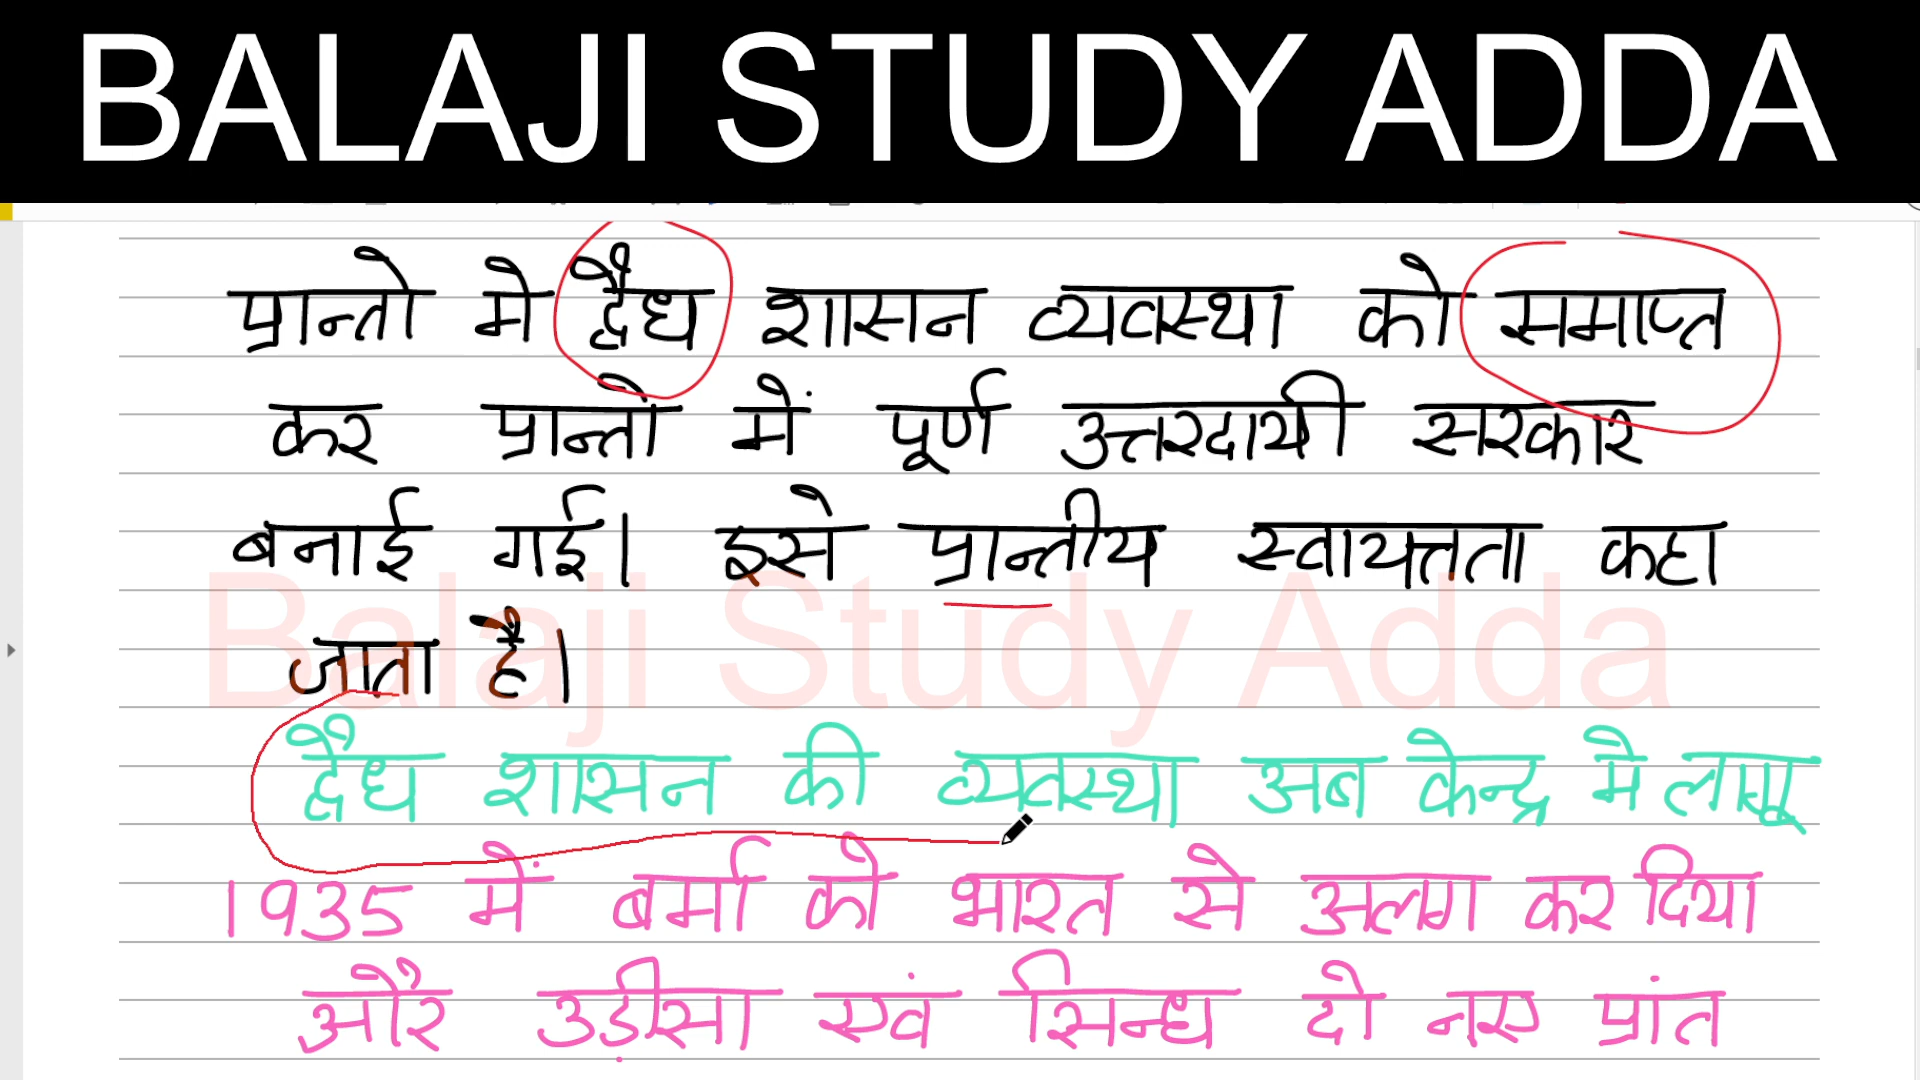 BALAJI STUDY ADDA
प्रान्तो मे द्वैध शासन व्यवस्था को समाप्त
कर प्रान्तो में पूर्ण उत्तरदायी सरकार
बनाई गई। इसे प्रान्तीय स्वायत्तता कहा
जाता है।
Balaji Study Adda
द्वैध शासन की व्यवस्था अब केन्द्र मे लागू
1935 में बर्मा को भारत से अलग कर दिया
और उड़ीसा एवं सिन्ध दो नए प्रांत